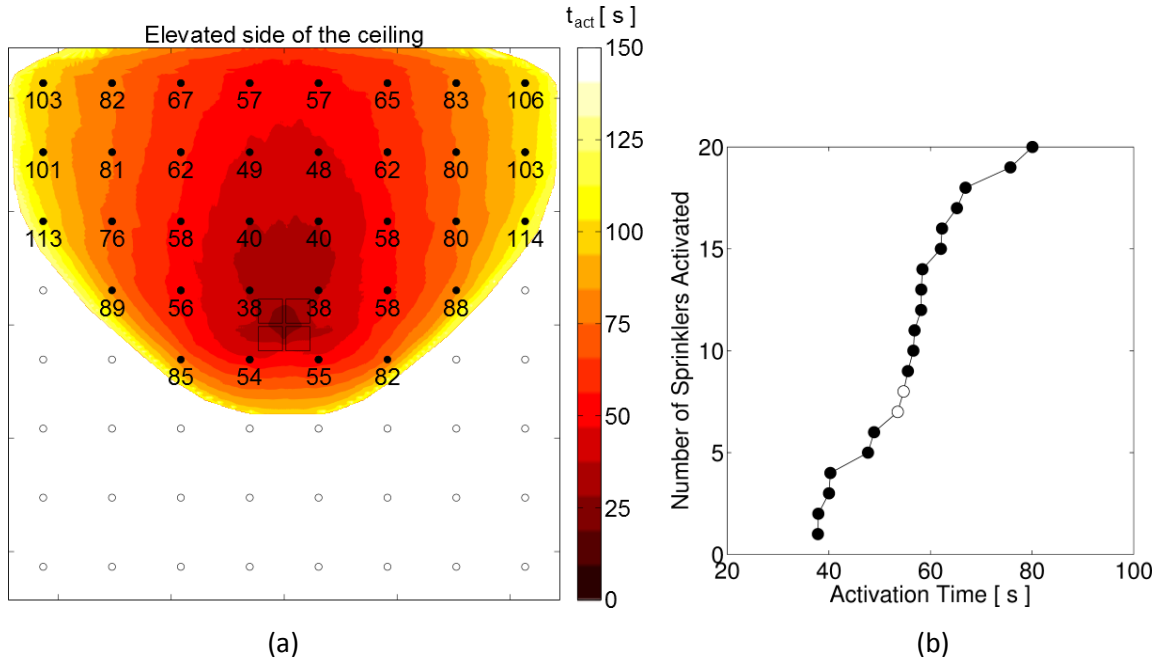 t_act [ s ]
Elevated side of the ceiling
150
125
100
75
50
25
0
103 82 67 57 57 65 83 106
101 81 62 49 48 62 80 103
113 76 58 40 40 58 80 114
89 56 38 38 58 88
85 54 55 82
(a)
Number of Sprinklers Activated
20
15
10
5
0
20 40 60 80 100
Activation Time [ s ]
(b)